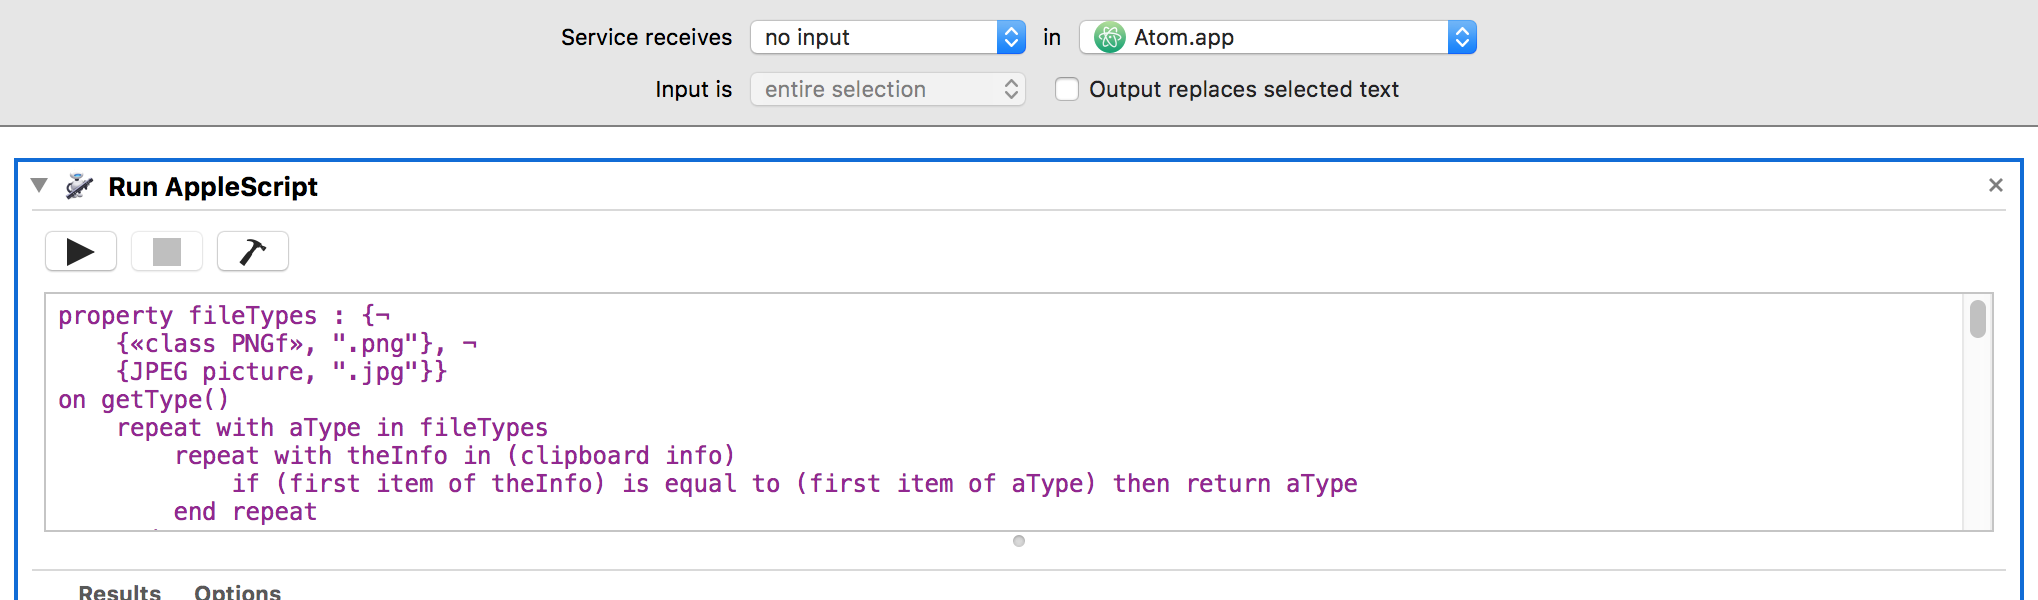 Service receives no input in Atom.app
Input is entire selection Output replaces selected text
Run AppleScript
property fileTypes : {¬
    {«class PNGf», ".png"}, ¬
    {JPEG picture, ".jpg"}}
on getType()
    repeat with aType in fileTypes
        repeat with theInfo in (clipboard info)
            if (first item of theInfo) is equal to (first item of aType) then return aType
        end repeat
Results Options